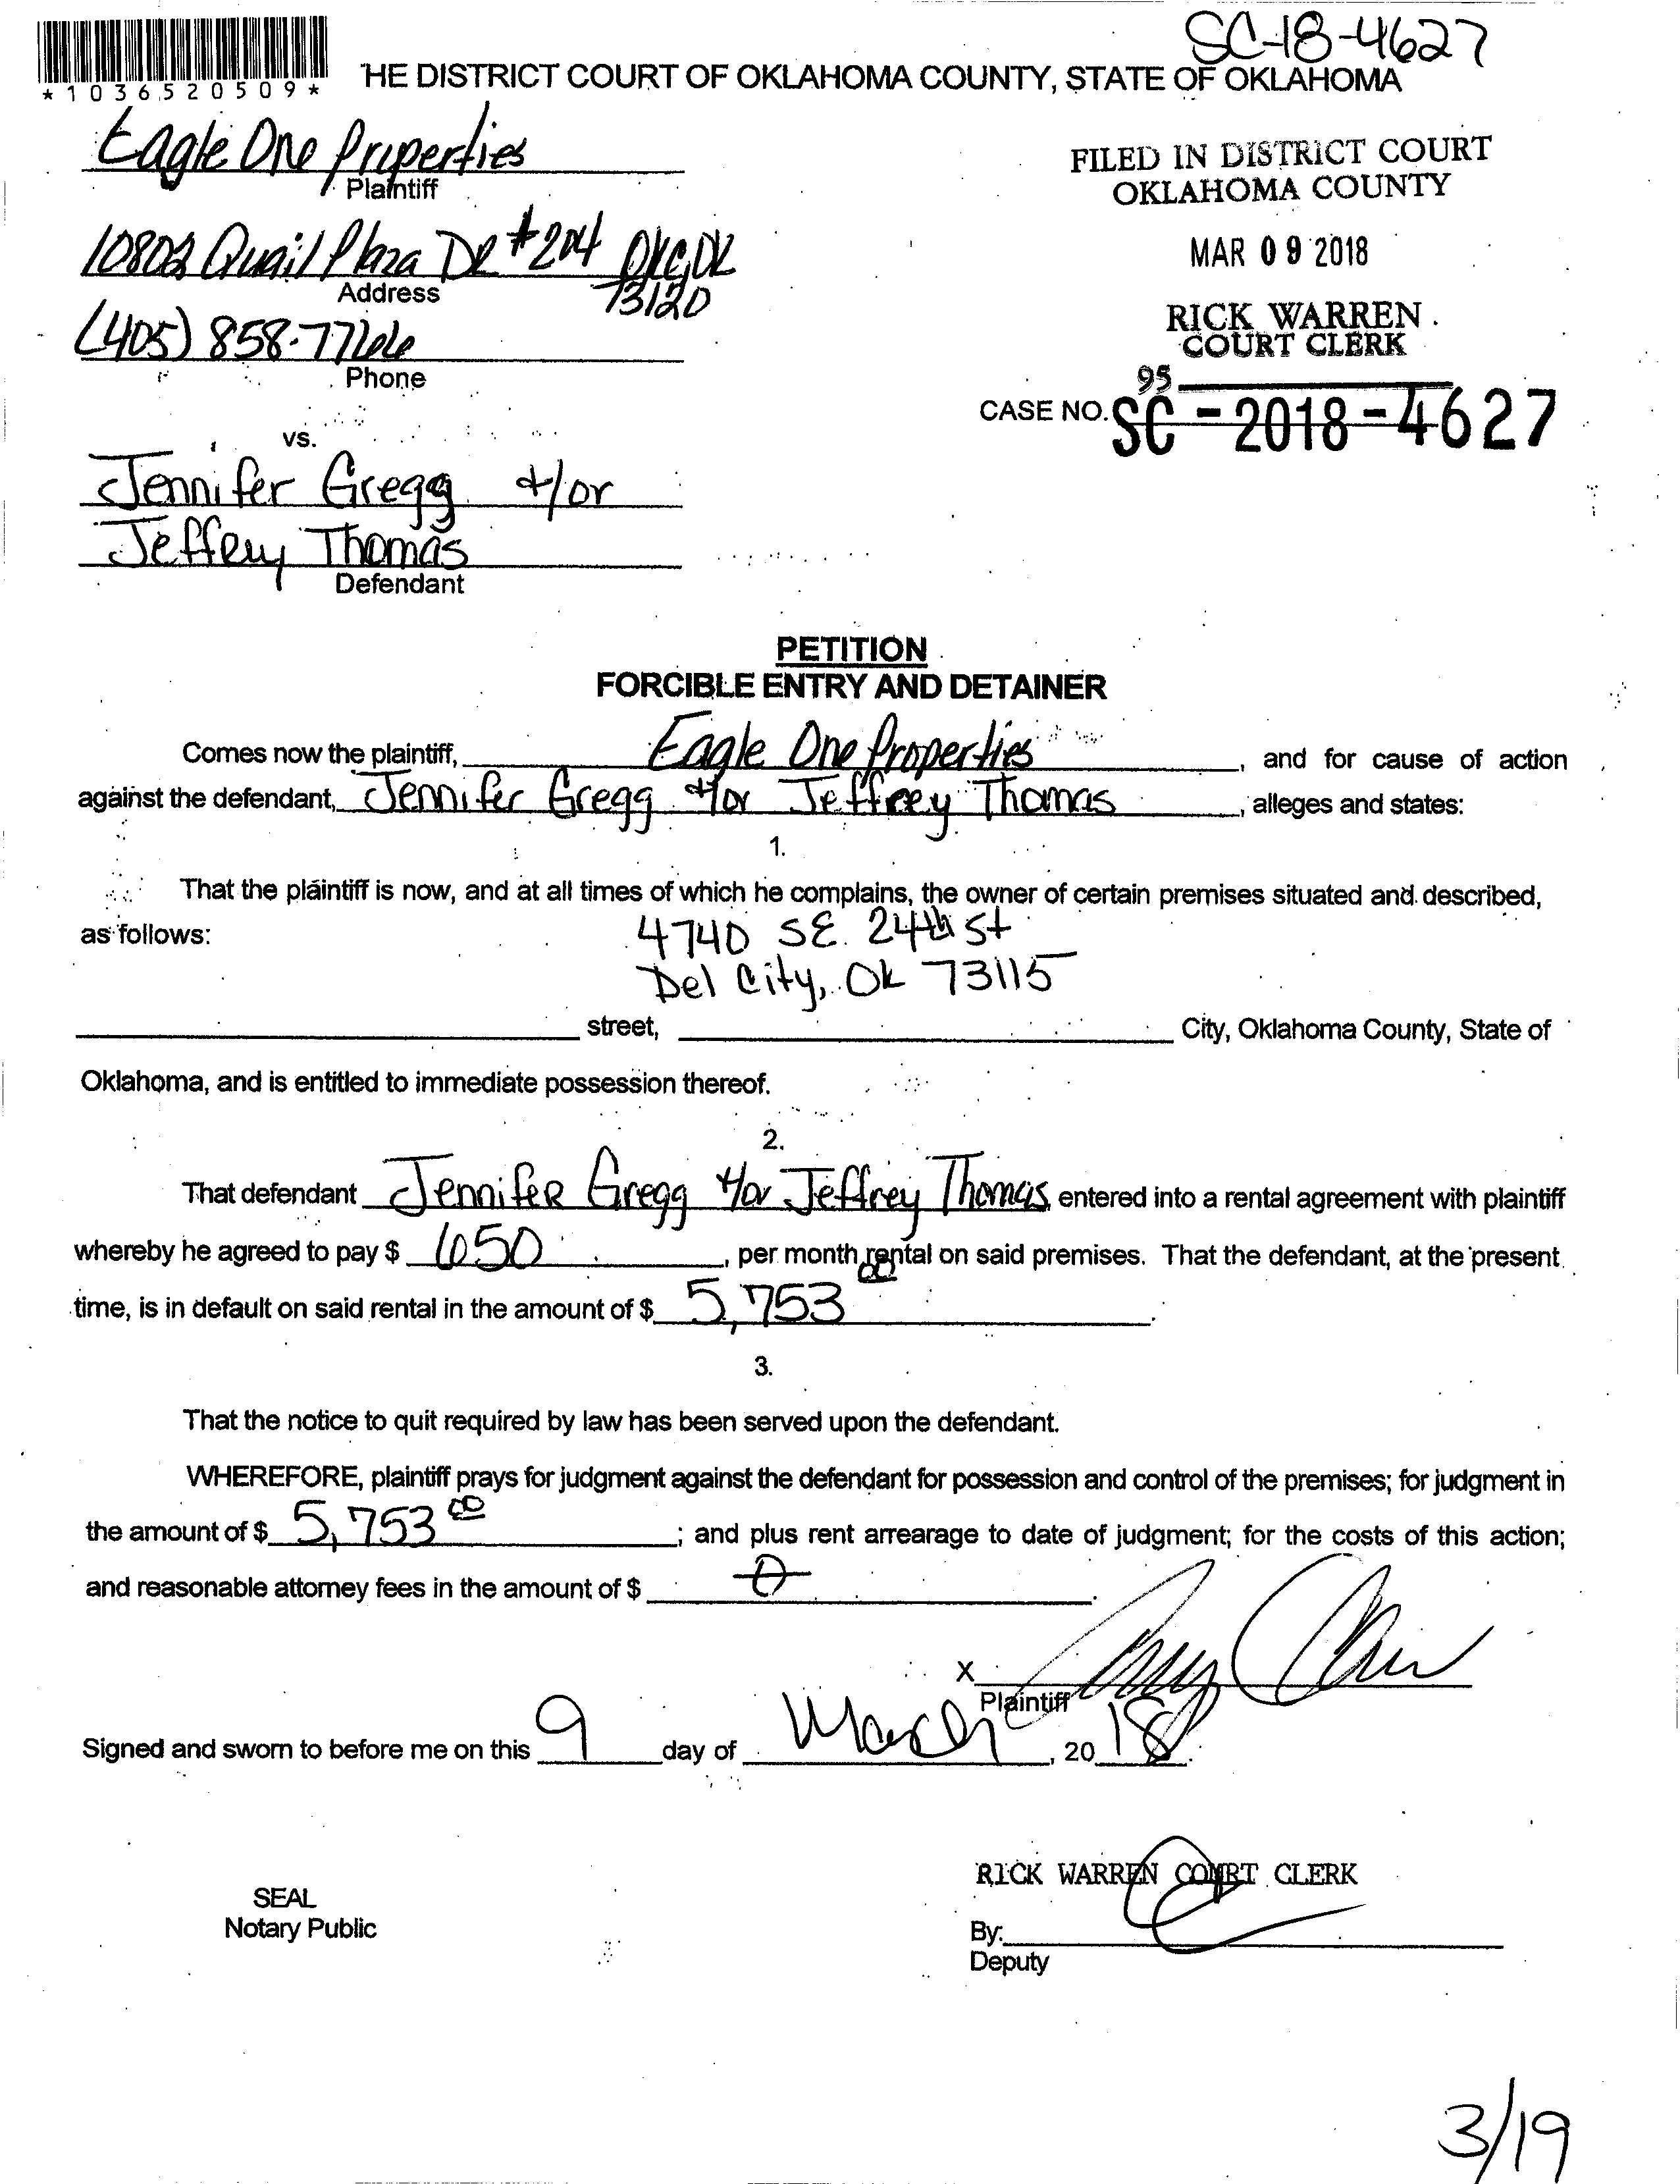 SC-18-4627
*1036520509*
HE DISTRICT COURT OF OKLAHOMA COUNTY, STATE OF OKLAHOMA
Eagle One Properties
Plaintiff
FILED IN DISTRICT COURT
OKLAHOMA COUNTY
10802 Quail Plaza DR #204 OKC, OK
73120
Address
MAR 09 2018
(405) 858-7766
Phone
RICK WARREN
COURT CLERK
95
CASE NO. SC-2018-4627
vs.
Jennifer Gregg &/or
Jeffery Thomas
Defendant
PETITION
FORCIBLE ENTRY AND DETAINER
Comes now the plaintiff, Eagle One Properties, and for cause of action
against the defendant, Jennifer Gregg &/or Jeffrey Thomas, alleges and states:
1.
That the plaintiff is now, and at all times of which he complains, the owner of certain premises situated and described,
as follows: 4740 SE 24th St
Del City, Ok 73115
street, City, Oklahoma County, State of
Oklahoma, and is entitled to immediate possession thereof.
2.
That defendant Jennifer Gregg &/or Jeffrey Thomas, entered into a rental agreement with plaintiff
whereby he agreed to pay $ 650, per month rental on said premises. That the defendant, at the present
time, is in default on said rental in the amount of $ 5,753 00.
3.
That the notice to quit required by law has been served upon the defendant.
WHEREFORE, plaintiff prays for judgment against the defendant for possession and control of the premises; for judgment in
the amount of $ 5,753 00; and plus rent arrearage to date of judgment; for the costs of this action;
and reasonable attorney fees in the amount of $ 0.
X
Plaintiff
Signed and sworn to before me on this 9 day of March, 2018.
SEAL
Notary Public
RICK WARREN COURT CLERK
By:
Deputy
3/19